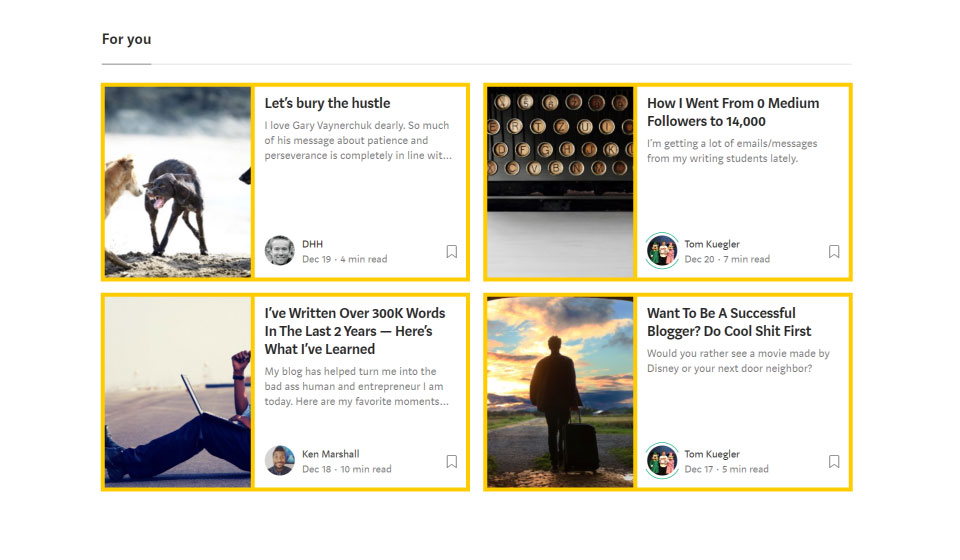 For you
Let's bury the hustle
I love Gary Vaynerchuk dearly. So much
of his message about patience and
perseverance is completely in line wit…
DHH
Dec 19 · 4 min read
How I Went From 0 Medium
Followers to 14,000
I'm getting a lot of emails/messages
from my writing students lately.
Tom Kuegler
Dec 20 · 7 min read
I've Written Over 300K Words
In The Last 2 Years — Here's
What I've Learned
My blog has helped turn me into the
bad ass human and entrepreneur I am
today. Here are my favorite moments…
Ken Marshall
Dec 18 · 10 min read
Want To Be A Successful
Blogger? Do Cool Shit First
Would you rather see a movie made by
Disney or your next door neighbor?
Tom Kuegler
Dec 17 · 5 min read